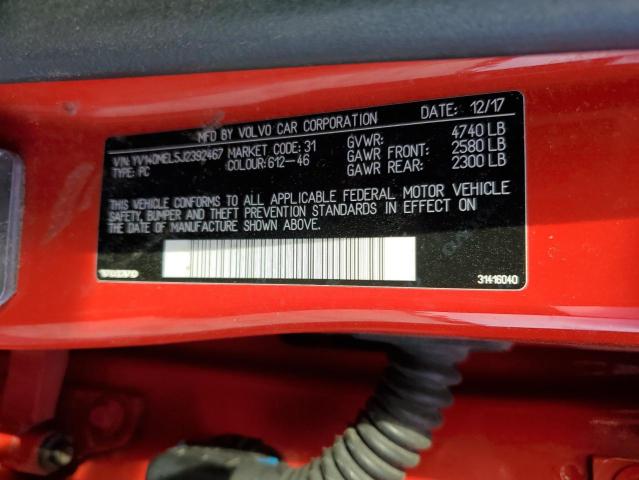 DATE: 12/17
MFD BY VOLVO CAR CORPORATION
VIN: YV140MEL5J2392467 MARKET CODE: 31 GVWR: 4740 LB
TYPE: PC COLOUR: 612-46 GAWR FRONT: 2580 LB
GAWR REAR: 2300 LB
THIS VEHICLE CONFORMS TO ALL APPLICABLE FEDERAL MOTOR VEHICLE
SAFETY, BUMPER AND THEFT PREVENTION STANDARDS IN EFFECT ON
THE DATE OF MANUFACTURE SHOWN ABOVE.
VOLVO
31416040